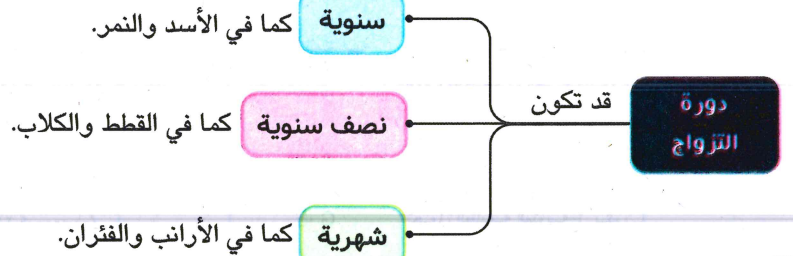 دورة
التزواج
قد تكون
سنوية كما في الأسد والنمر.
نصف سنوية كما في القطط والكلاب.
شهرية كما في الأرانب والفئران.